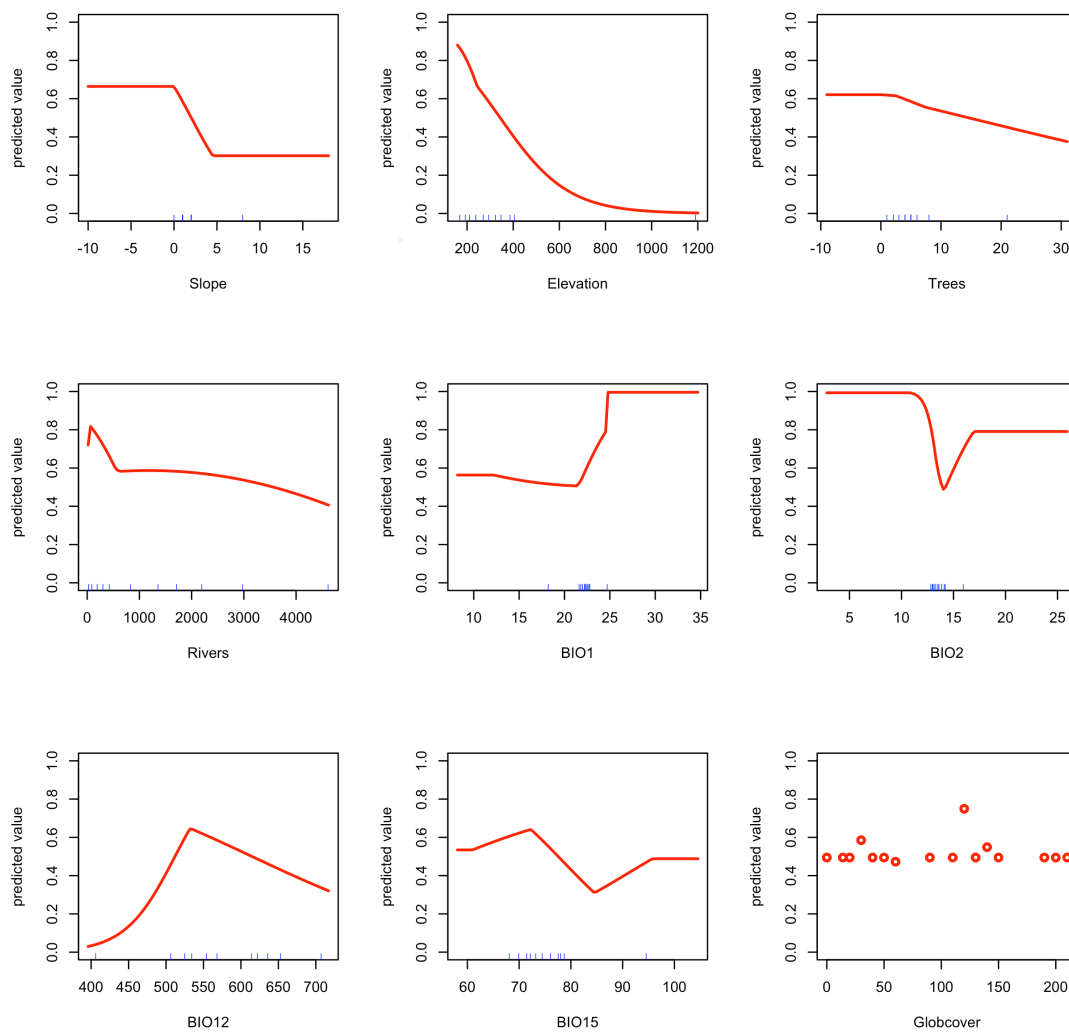 predicted value
0.0 0.2 0.4 0.6 0.8 1.0
-10 -5 0 5 10 15
Slope
predicted value
0.0 0.2 0.4 0.6 0.8 1.0
200 400 600 800 1000 1200
Elevation
predicted value
0.0 0.2 0.4 0.6 0.8 1.0
-10 0 10 20 30
Trees
predicted value
0.0 0.2 0.4 0.6 0.8 1.0
0 1000 2000 3000 4000
Rivers
predicted value
0.0 0.2 0.4 0.6 0.8 1.0
10 15 20 25 30 35
BIO1
predicted value
0.0 0.2 0.4 0.6 0.8 1.0
5 10 15 20 25
BIO2
predicted value
0.0 0.2 0.4 0.6 0.8 1.0
400 450 500 550 600 650 700
BIO12
predicted value
0.0 0.2 0.4 0.6 0.8 1.0
60 70 80 90 100
BIO15
predicted value
0.0 0.2 0.4 0.6 0.8 1.0
0 50 100 150 200
Globcover